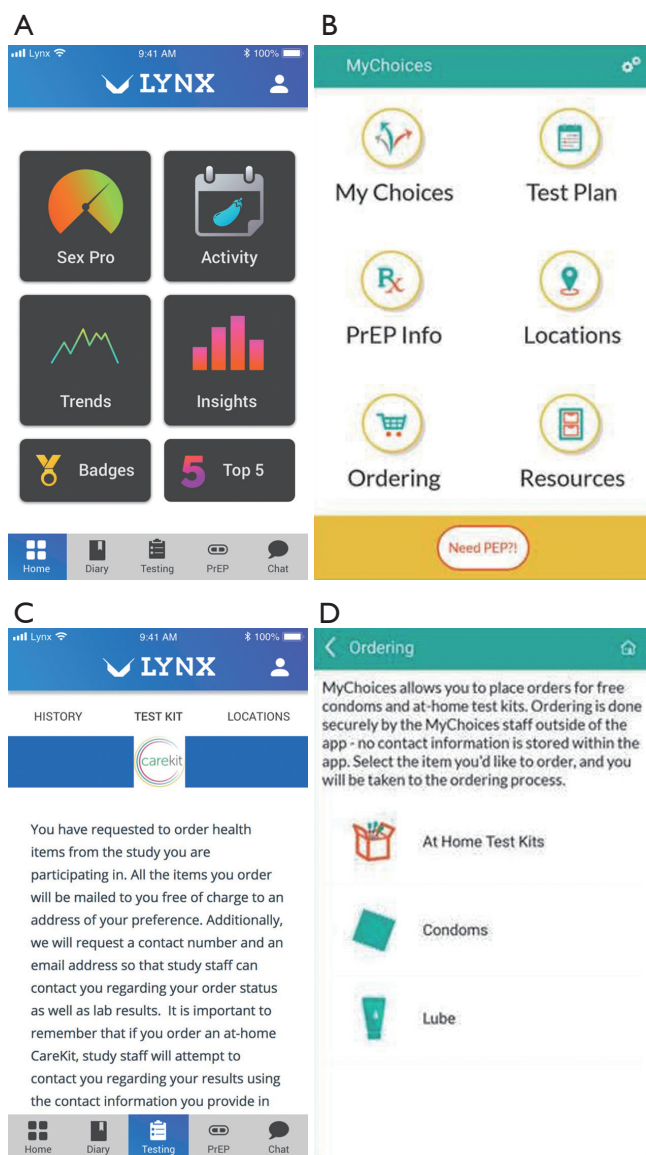 A
Lynx 9:41 AM 100%
LYNX
Sex Pro Activity
Trends Insights
Badges 5 Top 5
Home Diary Testing PrEP Chat
B
MyChoices
My Choices Test Plan
Rx
PrEP Info Locations
Ordering Resources
Need PEP?!
C
Lynx 9:41 AM 100%
LYNX
HISTORY TEST KIT LOCATIONS
carekit
You have requested to order health
items from the study you are
participating in. All the items you order
will be mailed to you free of charge to an
address of your preference. Additionally,
we will request a contact number and an
email address so that study staff can
contact you regarding your order status
as well as lab results. It is important to
remember that if you order an at-home
CareKit, study staff will attempt to
contact you regarding your results using
the contact information you provide in
Home Diary Testing PrEP Chat
D
Ordering
MyChoices allows you to place orders for free
condoms and at-home test kits. Ordering is done
securely by the MyChoices staff outside of the
app - no contact information is stored within the
app. Select the item you'd like to order, and you
will be taken to the ordering process.
At Home Test Kits
Condoms
Lube